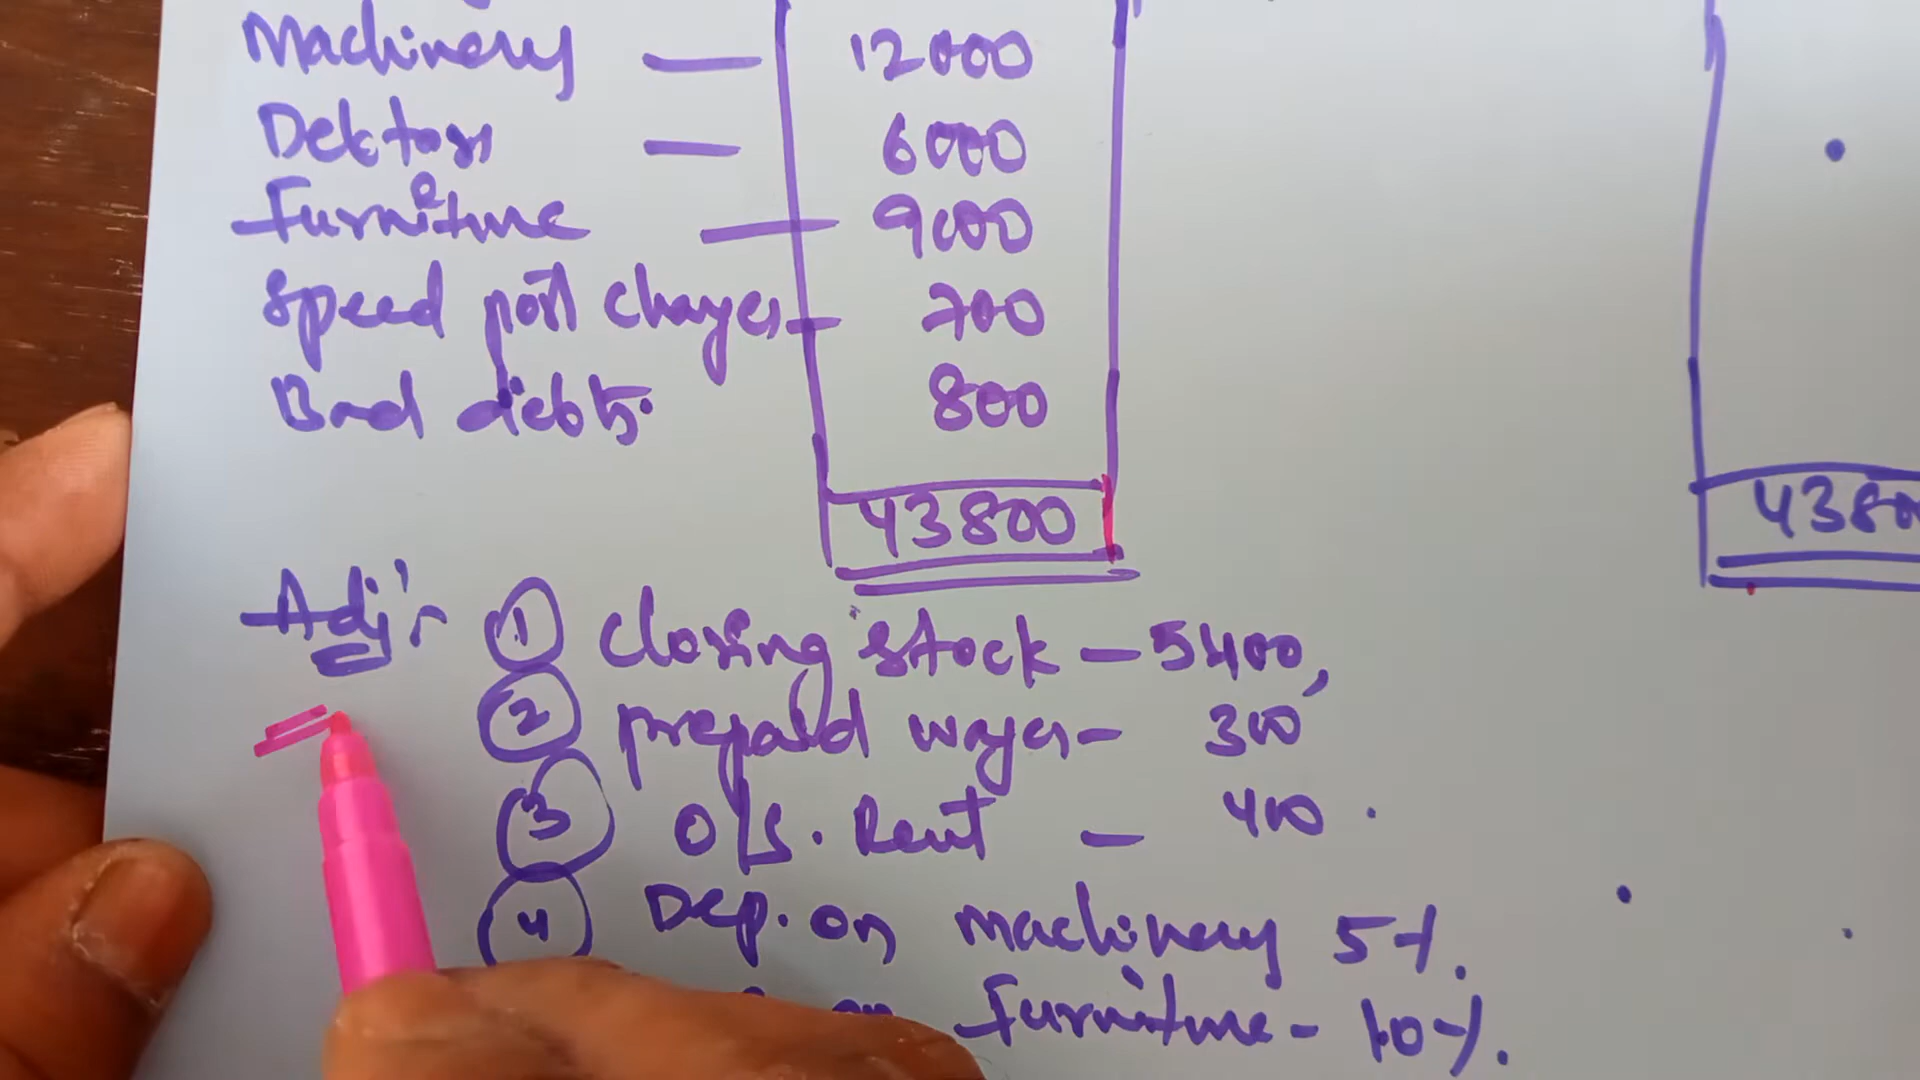 Machinery — 12000
Debtors — 6000
Furniture — 9000
Speed post charges — 700
Bad debts. 800
43800
Adj's ① closing stock — 5400,
② prepaid wages — 300
③ O/S. Rent — 400.
④ Dep. on machinery 5%.
on Furniture - 10%.